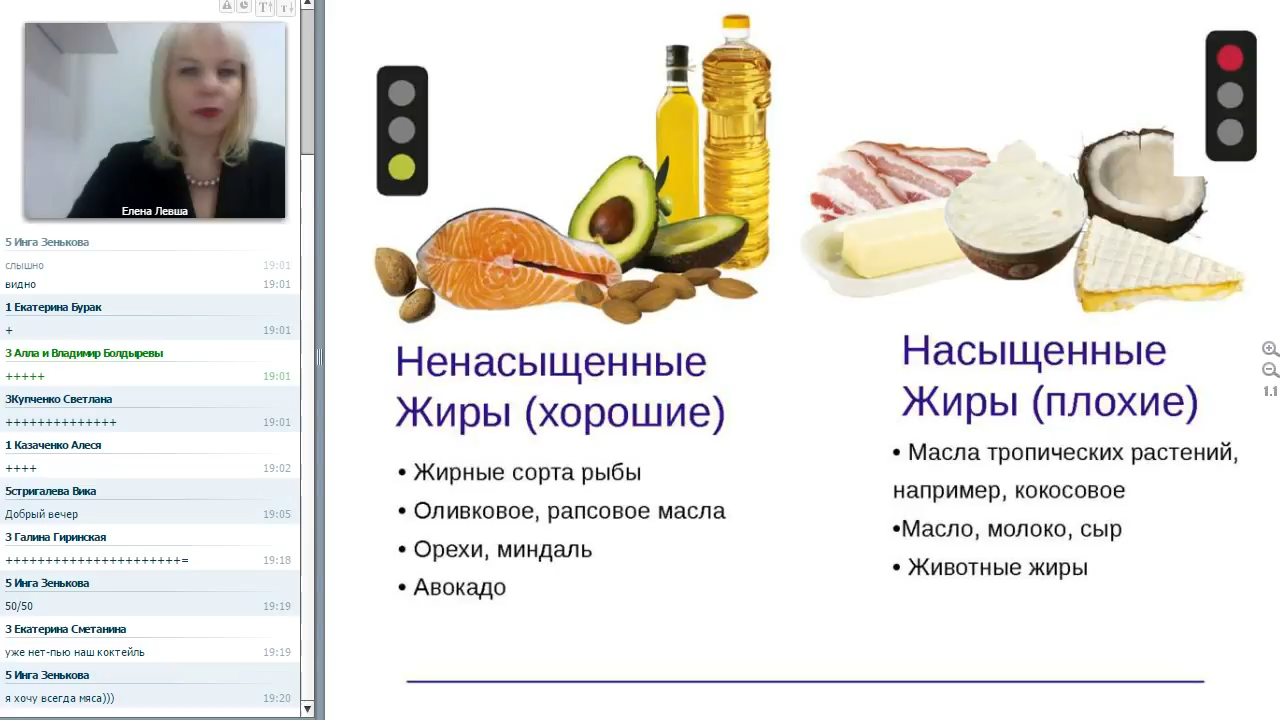 Елена Левша
5 Инга Зенькова
слышно 19:01
видно 19:01
1 Екатерина Бурак
+ 19:01
3 Алла и Владимир Болдыревы
+++++ 19:01
3Купченко Светлана
++++++++++++++ 19:01
1 Казаченко Алеся
++++ 19:02
5стригалева Вика
Добрый вечер 19:05
3 Галина Гиринская
++++++++++++++++++++++= 19:18
5 Инга Зенькова
50/50 19:19
3 Екатерина Сметанина
уже нет-пью наш коктейль 19:19
5 Инга Зенькова
я хочу всегда мяса))) 19:20
Ненасыщенные
Жиры (хорошие)
• Жирные сорта рыбы
• Оливковое, рапсовое масла
• Орехи, миндаль
• Авокадо
Насыщенные
Жиры (плохие)
• Масла тропических растений,
например, кокосовое
•Масло, молоко, сыр
• Животные жиры
1.1